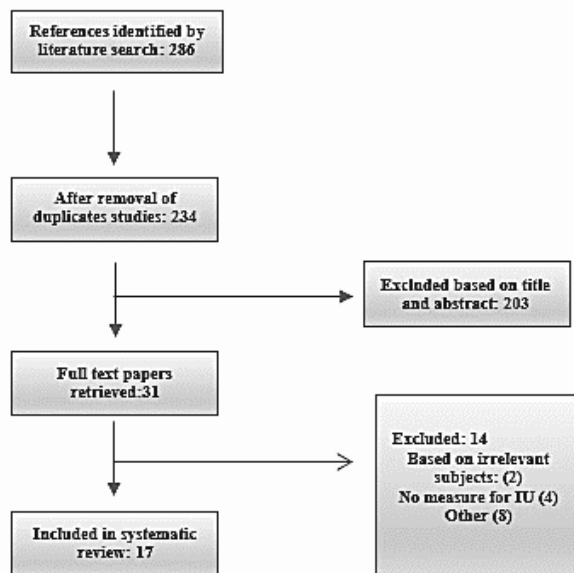 References identified by
literature search: 286
After removal of
duplicates studies: 234
Excluded based on title
and abstract: 203
Full text papers
retrieved:31
Excluded: 14
Based on irrelevant
subjects: (2)
No measure for IU (4)
Other (8)
Included in systematic
review: 17